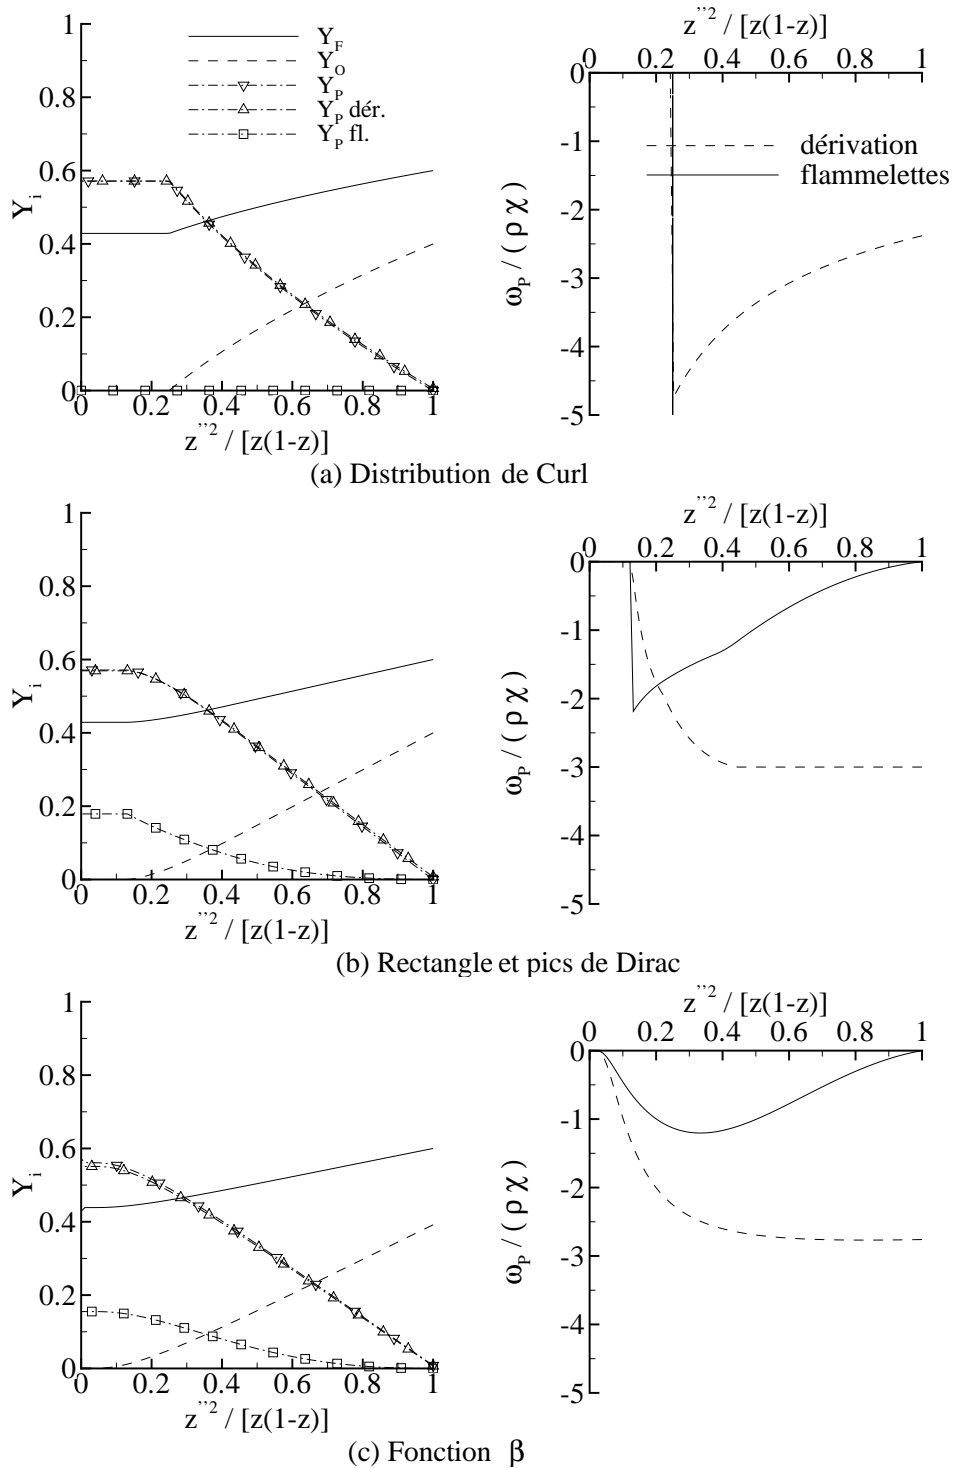 1
0.8
0.6
0.4
0.2
0
Y_i
Y_F
Y_O
Y_P
Y_P dér.
Y_P fl.
0 0.2 0.4 0.6 0.8 1
z''² / [z(1-z)]
z''² / [z(1-z)]
0 0.2 0.4 0.6 0.8 1
0
-1
-2
-3
-4
-5
ω_P / (ρχ)
dérivation
flammelettes
(a) Distribution de Curl
1
0.8
0.6
0.4
0.2
0
Y_i
0 0.2 0.4 0.6 0.8 1
z''² / [z(1-z)]
z''² / [z(1-z)]
0 0.2 0.4 0.6 0.8 1
0
-1
-2
-3
-4
-5
ω_P / (ρχ)
(b) Rectangle et pics de Dirac
1
0.8
0.6
0.4
0.2
0
Y_i
0 0.2 0.4 0.6 0.8 1
z''² / [z(1-z)]
z''² / [z(1-z)]
0 0.2 0.4 0.6 0.8 1
0
-1
-2
-3
-4
-5
ω_P / (ρχ)
(c) Fonction β